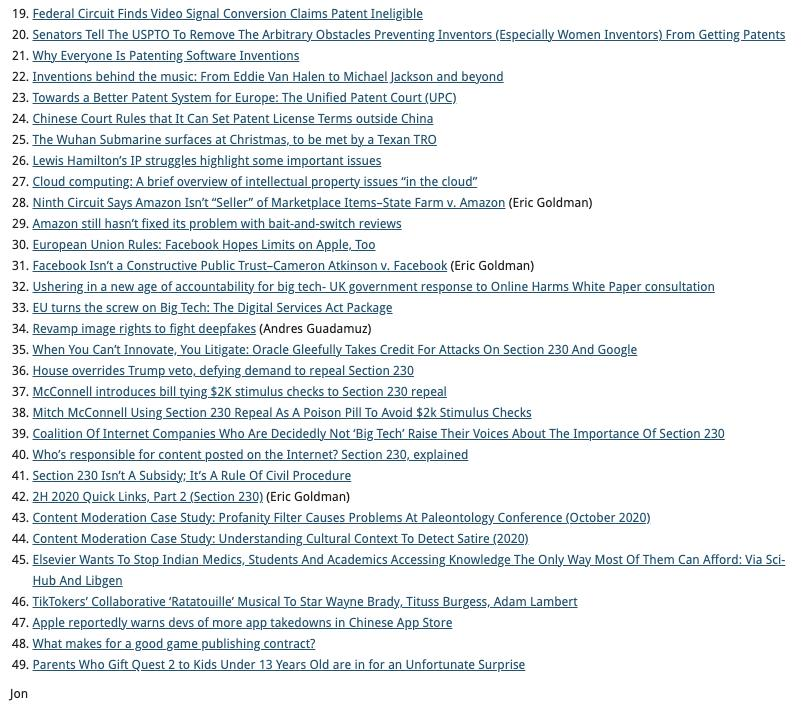 19. Federal Circuit Finds Video Signal Conversion Claims Patent Ineligible
20. Senators Tell The USPTO To Remove The Arbitrary Obstacles Preventing Inventors (Especially Women Inventors) From Getting Patents
21. Why Everyone Is Patenting Software Inventions
22. Inventions behind the music: From Eddie Van Halen to Michael Jackson and beyond
23. Towards a Better Patent System for Europe: The Unified Patent Court (UPC)
24. Chinese Court Rules that It Can Set Patent License Terms outside China
25. The Wuhan Submarine surfaces at Christmas, to be met by a Texan TRO
26. Lewis Hamilton’s IP struggles highlight some important issues
27. Cloud computing: A brief overview of intellectual property issues “in the cloud”
28. Ninth Circuit Says Amazon Isn’t “Seller” of Marketplace Items–State Farm v. Amazon (Eric Goldman)
29. Amazon still hasn’t fixed its problem with bait-and-switch reviews
30. European Union Rules: Facebook Hopes Limits on Apple, Too
31. Facebook Isn’t a Constructive Public Trust–Cameron Atkinson v. Facebook (Eric Goldman)
32. Ushering in a new age of accountability for big tech- UK government response to Online Harms White Paper consultation
33. EU turns the screw on Big Tech: The Digital Services Act Package
34. Revamp image rights to fight deepfakes (Andres Guadamuz)
35. When You Can’t Innovate, You Litigate: Oracle Gleefully Takes Credit For Attacks On Section 230 And Google
36. House overrides Trump veto, defying demand to repeal Section 230
37. McConnell introduces bill tying $2K stimulus checks to Section 230 repeal
38. Mitch McConnell Using Section 230 Repeal As A Poison Pill To Avoid $2k Stimulus Checks
39. Coalition Of Internet Companies Who Are Decidedly Not ‘Big Tech’ Raise Their Voices About The Importance Of Section 230
40. Who’s responsible for content posted on the Internet? Section 230, explained
41. Section 230 Isn’t A Subsidy; It’s A Rule Of Civil Procedure
42. 2H 2020 Quick Links, Part 2 (Section 230) (Eric Goldman)
43. Content Moderation Case Study: Profanity Filter Causes Problems At Paleontology Conference (October 2020)
44. Content Moderation Case Study: Understanding Cultural Context To Detect Satire (2020)
45. Elsevier Wants To Stop Indian Medics, Students And Academics Accessing Knowledge The Only Way Most Of Them Can Afford: Via Sci-
Hub And Libgen
46. TikTokers’ Collaborative ‘Ratatouille’ Musical To Star Wayne Brady, Tituss Burgess, Adam Lambert
47. Apple reportedly warns devs of more app takedowns in Chinese App Store
48. What makes for a good game publishing contract?
49. Parents Who Gift Quest 2 to Kids Under 13 Years Old are in for an Unfortunate Surprise
Jon